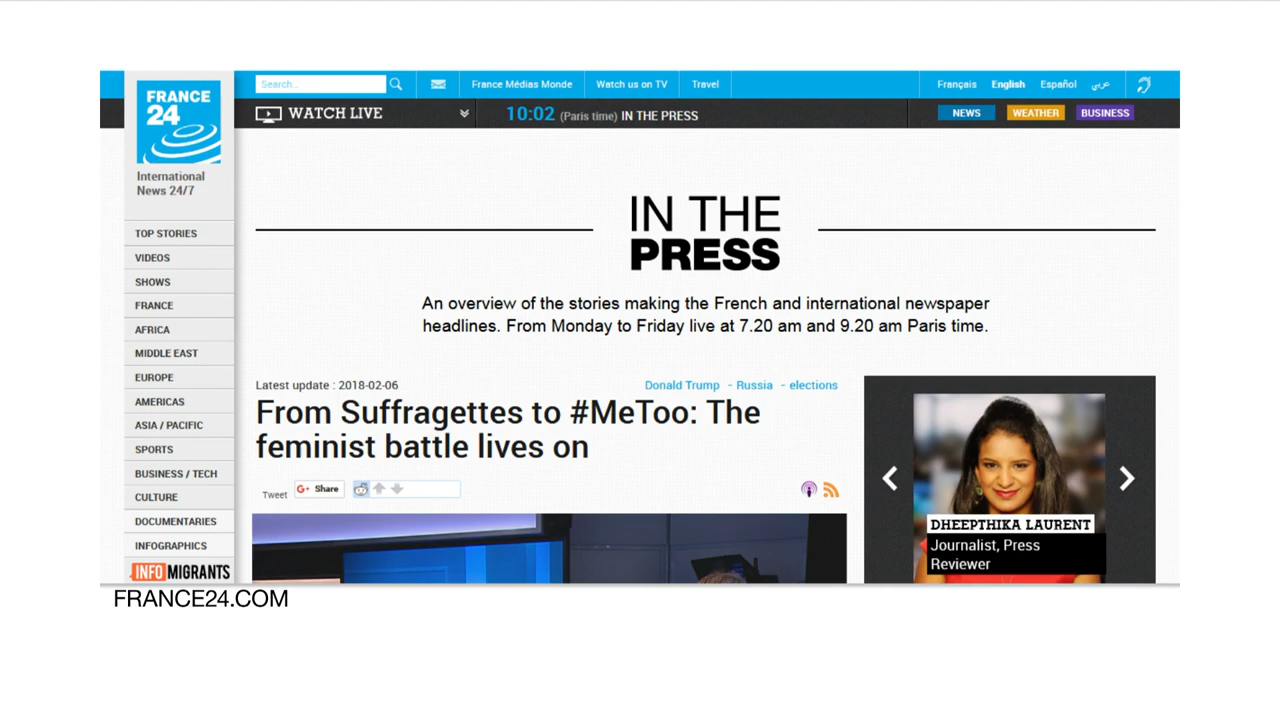 FRANCE
24
International
News 24/7
Search...
France Médias Monde
Watch us on TV
Travel
Français
English
Español
عربي
WATCH LIVE
10:02 (Paris time) IN THE PRESS
NEWS
WEATHER
BUSINESS
TOP STORIES
VIDEOS
SHOWS
FRANCE
AFRICA
MIDDLE EAST
EUROPE
AMERICAS
ASIA / PACIFIC
SPORTS
BUSINESS / TECH
CULTURE
DOCUMENTARIES
INFOGRAPHICS
INFOMIGRANTS
IN THE
PRESS
An overview of the stories making the French and international newspaper
headlines. From Monday to Friday live at 7.20 am and 9.20 am Paris time.
Latest update : 2018-02-06
Donald Trump - Russia - elections
From Suffragettes to #MeToo: The
feminist battle lives on
Tweet
G+ Share
DHEEPTHIKA LAURENT
Journalist, Press
Reviewer
FRANCE24.COM